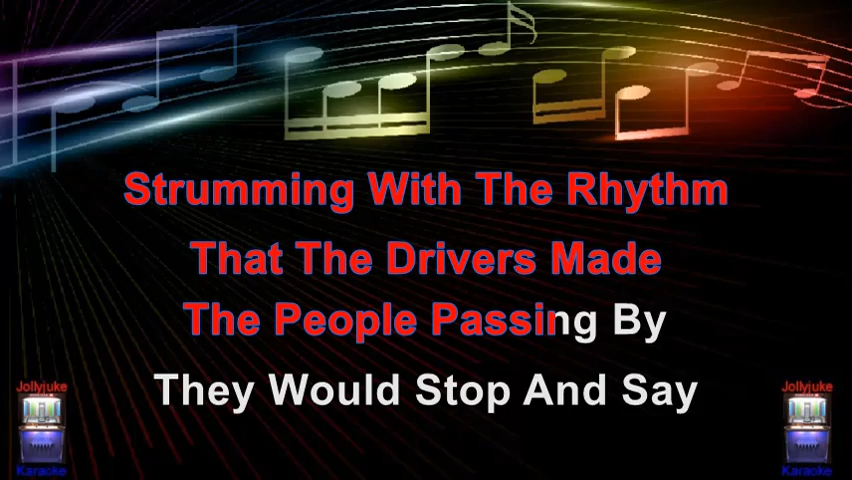 Strumming With The Rhythm
That The Drivers Made
The People Passing By
They Would Stop And Say
Jollyjuke
Karaoke
Jollyjuke
Karaoke